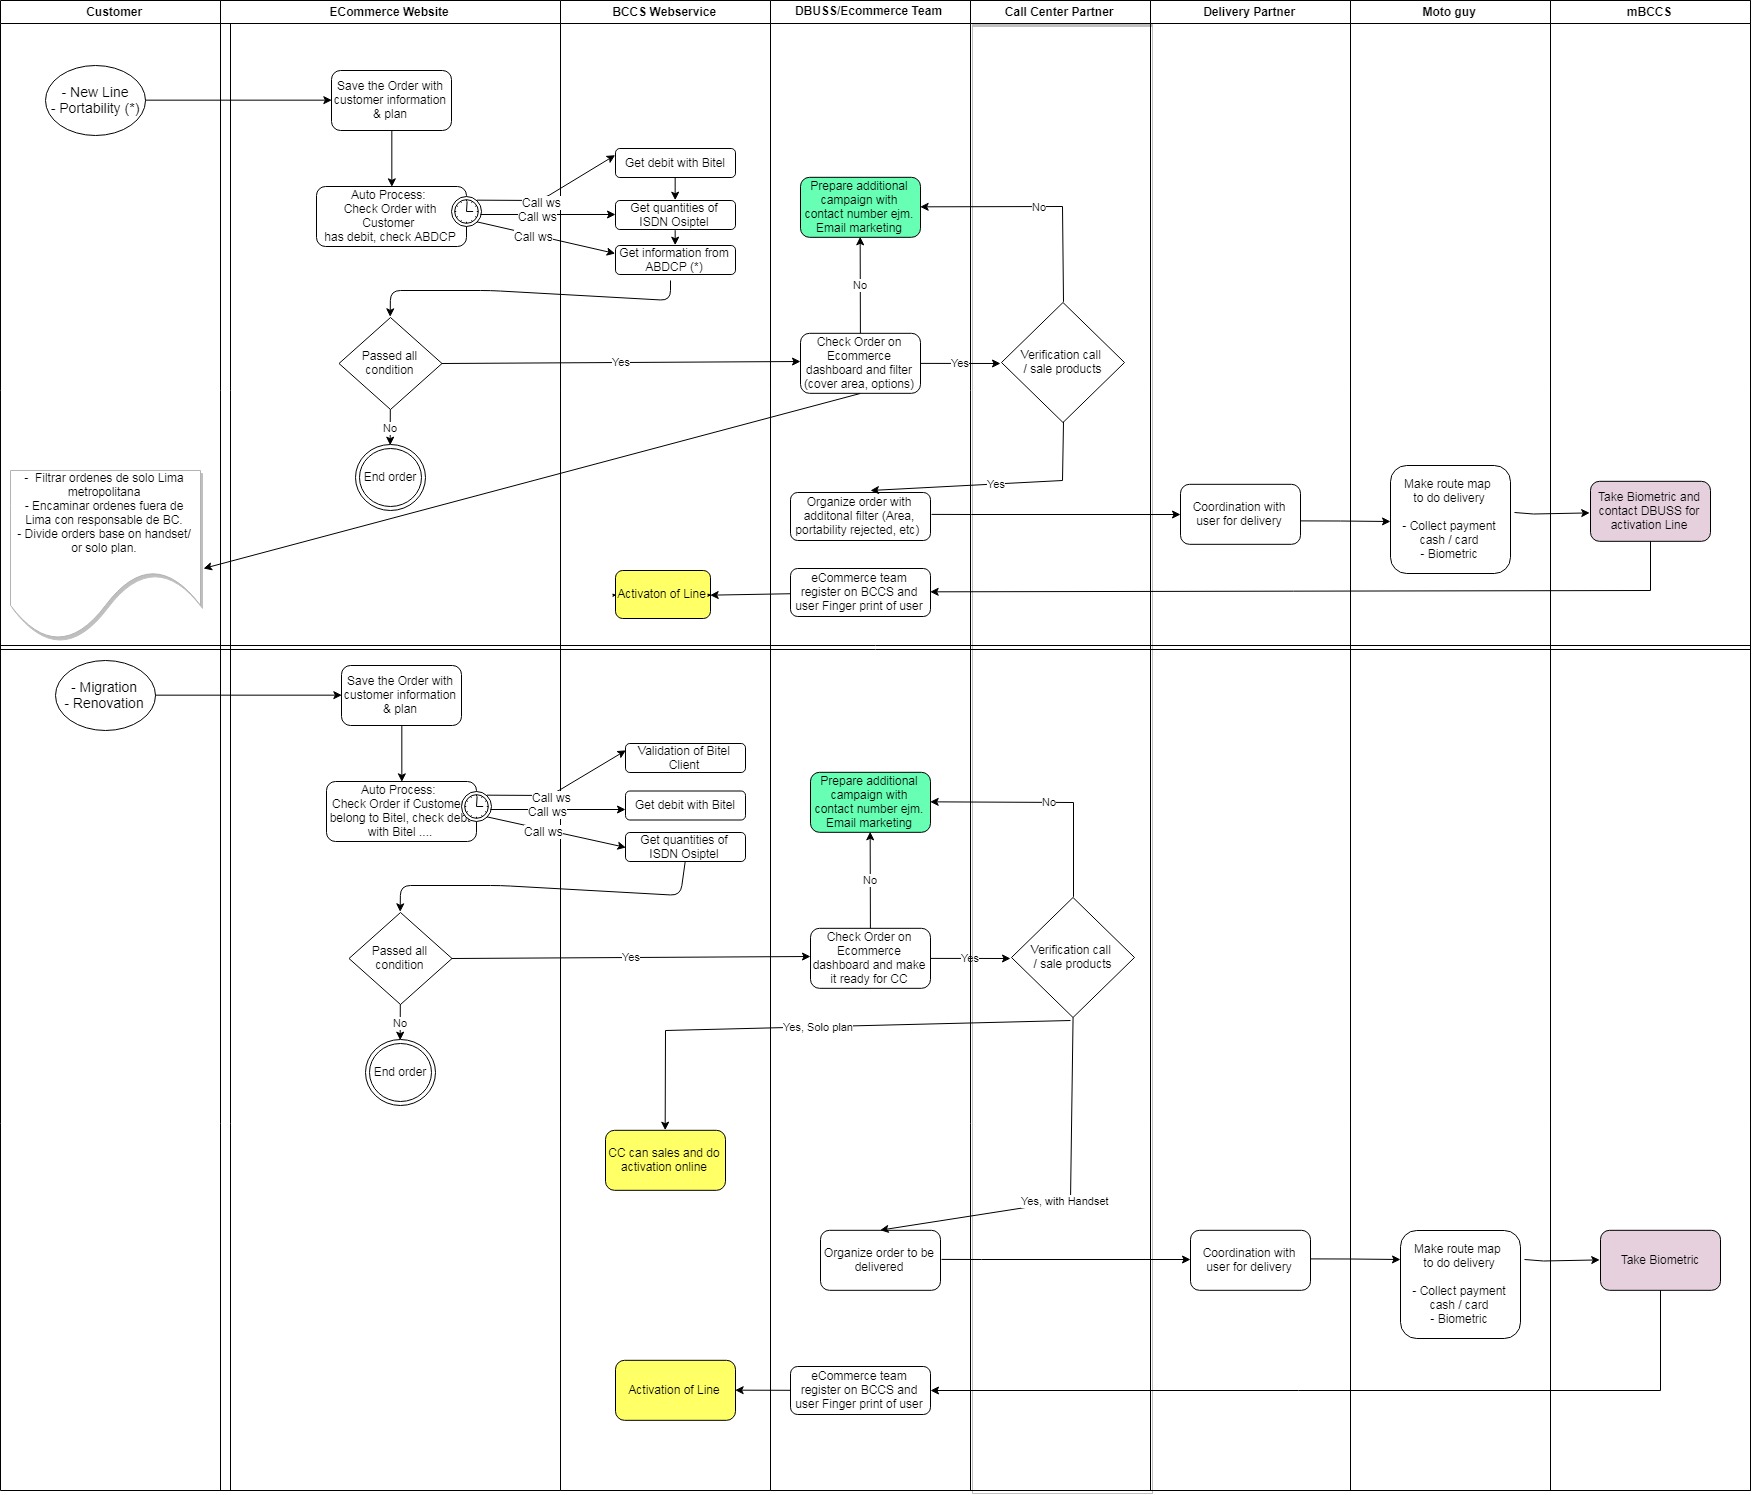 Customer
ECommerce Website
BCCS Webservice
DBUSS/Ecommerce Team
Call Center Partner
Delivery Partner
Moto guy
mBCCS
- New Line
- Portability (*)
Save the Order with
customer information
& plan
Auto Process:
Check Order with
Customer
has debit, check ABDCP
Call ws
Call ws
Call ws
Get debit with Bitel
Get quantities of
ISDN Osiptel
Get information from
ABDCP (*)
Prepare additional
campaign with
contact number ejm.
Email marketing
No
No
Passed all
condition
Yes
Check Order on
Ecommerce
dashboard and filter
(cover area, options)
Yes
Verification call
/ sale products
No
End order
- Filtrar ordenes de solo Lima
metropolitana
- Encaminar ordenes fuera de
Lima con responsable de BC.
- Divide orders base on handset/
or solo plan.
Yes
Organize order with
additonal filter (Area,
portability rejected, etc)
Coordination with
user for delivery
Make route map
to do delivery
- Collect payment
cash / card
- Biometric
Take Biometric and
contact DBUSS for
activation Line
Activaton of Line
eCommerce team
register on BCCS and
user Finger print of user
- Migration
- Renovation
Save the Order with
customer information
& plan
Auto Process:
Check Order if Custome
belong to Bitel, check deb
with Bitel ....
Call ws
Call ws
Call ws
Validation of Bitel
Client
Get debit with Bitel
Get quantities of
ISDN Osiptel
Prepare additional
campaign with
contact number ejm.
Email marketing
No
No
Passed all
condition
Yes
Check Order on
Ecommerce
dashboard and make
it ready for CC
Yes
Verification call
/ sale products
No
End order
Yes, Solo plan
CC can sales and do
activation online
Yes, with Handset
Organize order to be
delivered
Coordination with
user for delivery
Make route map
to do delivery
- Collect payment
cash / card
- Biometric
Take Biometric
Activation of Line
eCommerce team
register on BCCS and
user Finger print of user